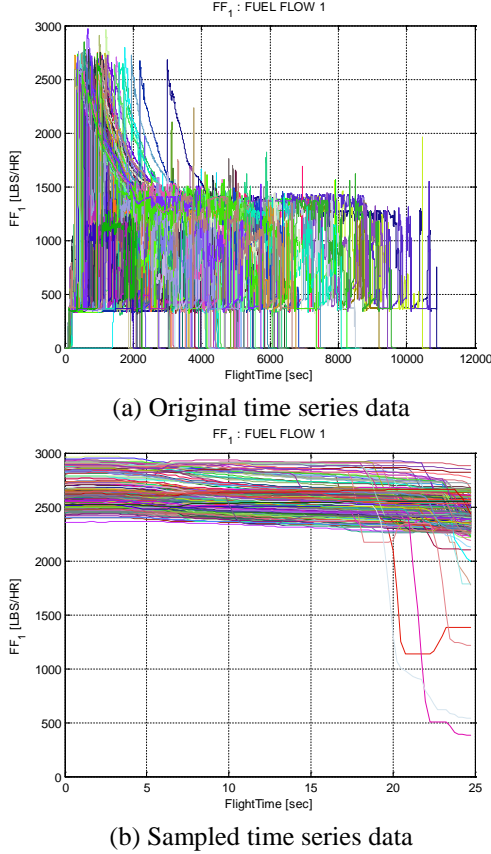 FF1 : FUEL FLOW 1
3000
2500
2000
1500
1000
500
0
FF1 [LBS/HR]
0 2000 4000 6000 8000 10000 12000
FlightTime [sec]
(a) Original time series data
FF1 : FUEL FLOW 1
3000
2500
2000
1500
1000
500
0
FF1 [LBS/HR]
0 5 10 15 20 25
FlightTime [sec]
(b) Sampled time series data